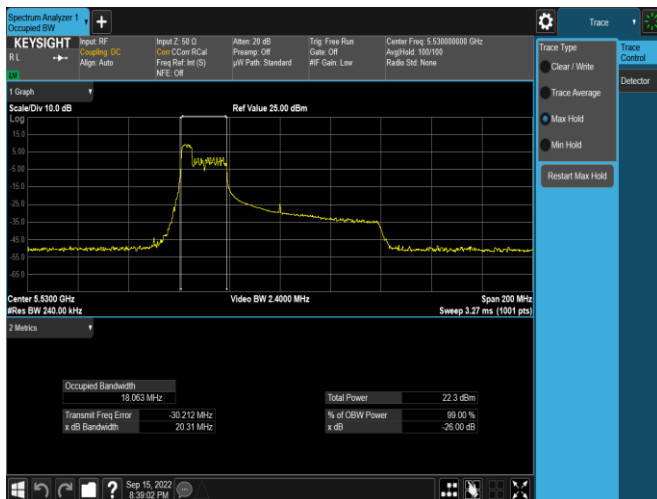 Spectrum Analyzer 1
Occupied BW
+
Trace
KEYSIGHT
R L
LU
Input: RF
Coupling: DC
Align: Auto
Input Z: 50 Ω
Corr CCorr RCal
Freq Ref: Int (S)
NFE: Off
Atten: 20 dB
Preamp: Off
µW Path: Standard
Trig: Free Run
Gate: Off
#IF Gain: Low
Center Freq: 5.530000000 GHz
Avg|Hold: 100/100
Radio Std: None
Trace Type
Clear / Write
Trace Average
Max Hold
Min Hold
Restart Max Hold
Trace
Control
Detector
1 Graph
Scale/Div 10.0 dB
Ref Value 25.00 dBm
Log
15.0
5.00
-5.00
-15.0
-25.0
-35.0
-45.0
-55.0
-65.0
Center 5.5300 GHz
#Res BW 240.00 kHz
Video BW 2.4000 MHz
Span 200 MHz
Sweep 3.27 ms (1001 pts)
2 Metrics
Occupied Bandwidth
18.063 MHz
Transmit Freq Error -30.212 MHz
x dB Bandwidth 20.31 MHz
Total Power 22.3 dBm
% of OBW Power 99.00 %
x dB -26.00 dB
?
Sep 15, 2022
8:39:02 PM